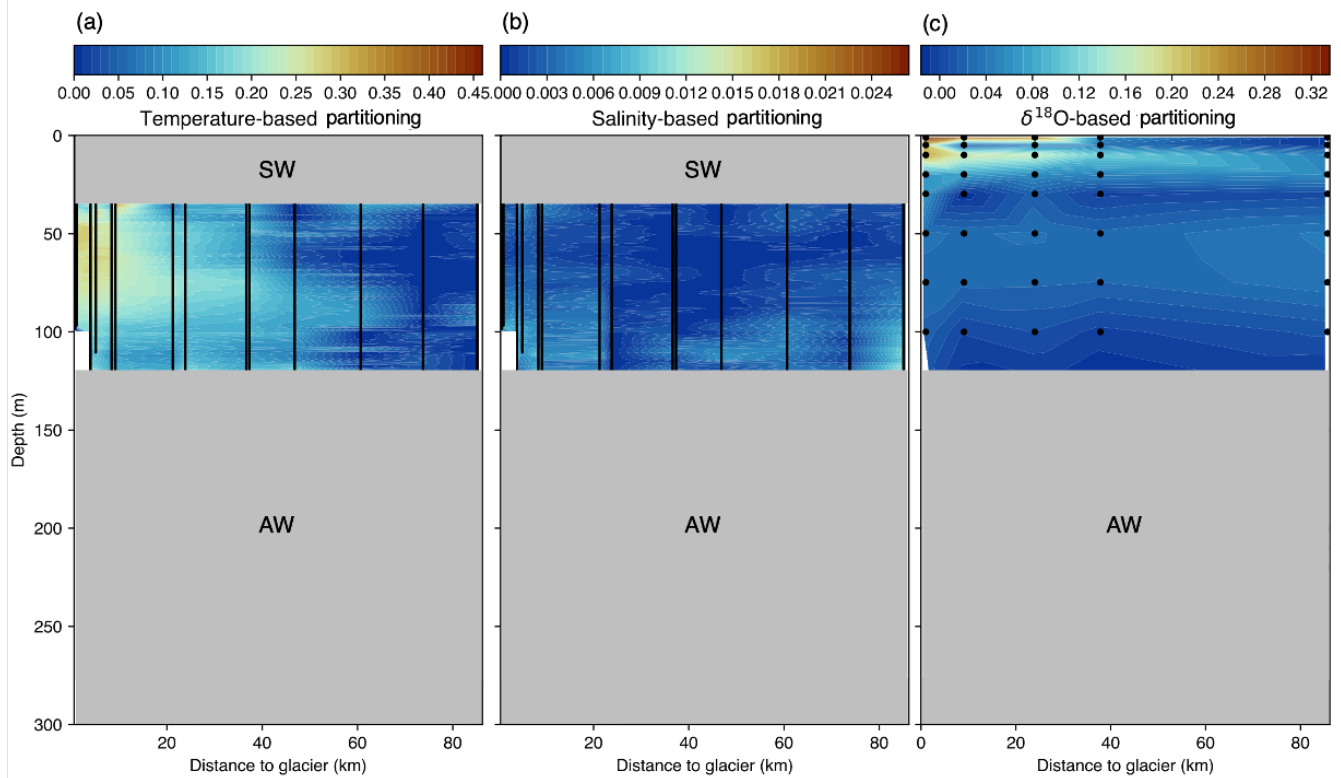 (a) (b) (c)
0.00 0.05 0.10 0.15 0.20 0.25 0.30 0.35 0.40 0.45 .000 0.003 0.006 0.009 0.012 0.015 0.018 0.021 0.024 0.00 0.04 0.08 0.12 0.16 0.20 0.24 0.28 0.32
Temperature-based partitioning Salinity-based partitioning δ¹⁸O-based partitioning
0
SW SW
50
100
150
Depth (m)
200 AW AW AW
250
300
20 40 60 80 20 40 60 80 0 20 40 60 80
Distance to glacier (km) Distance to glacier (km) Distance to glacier (km)